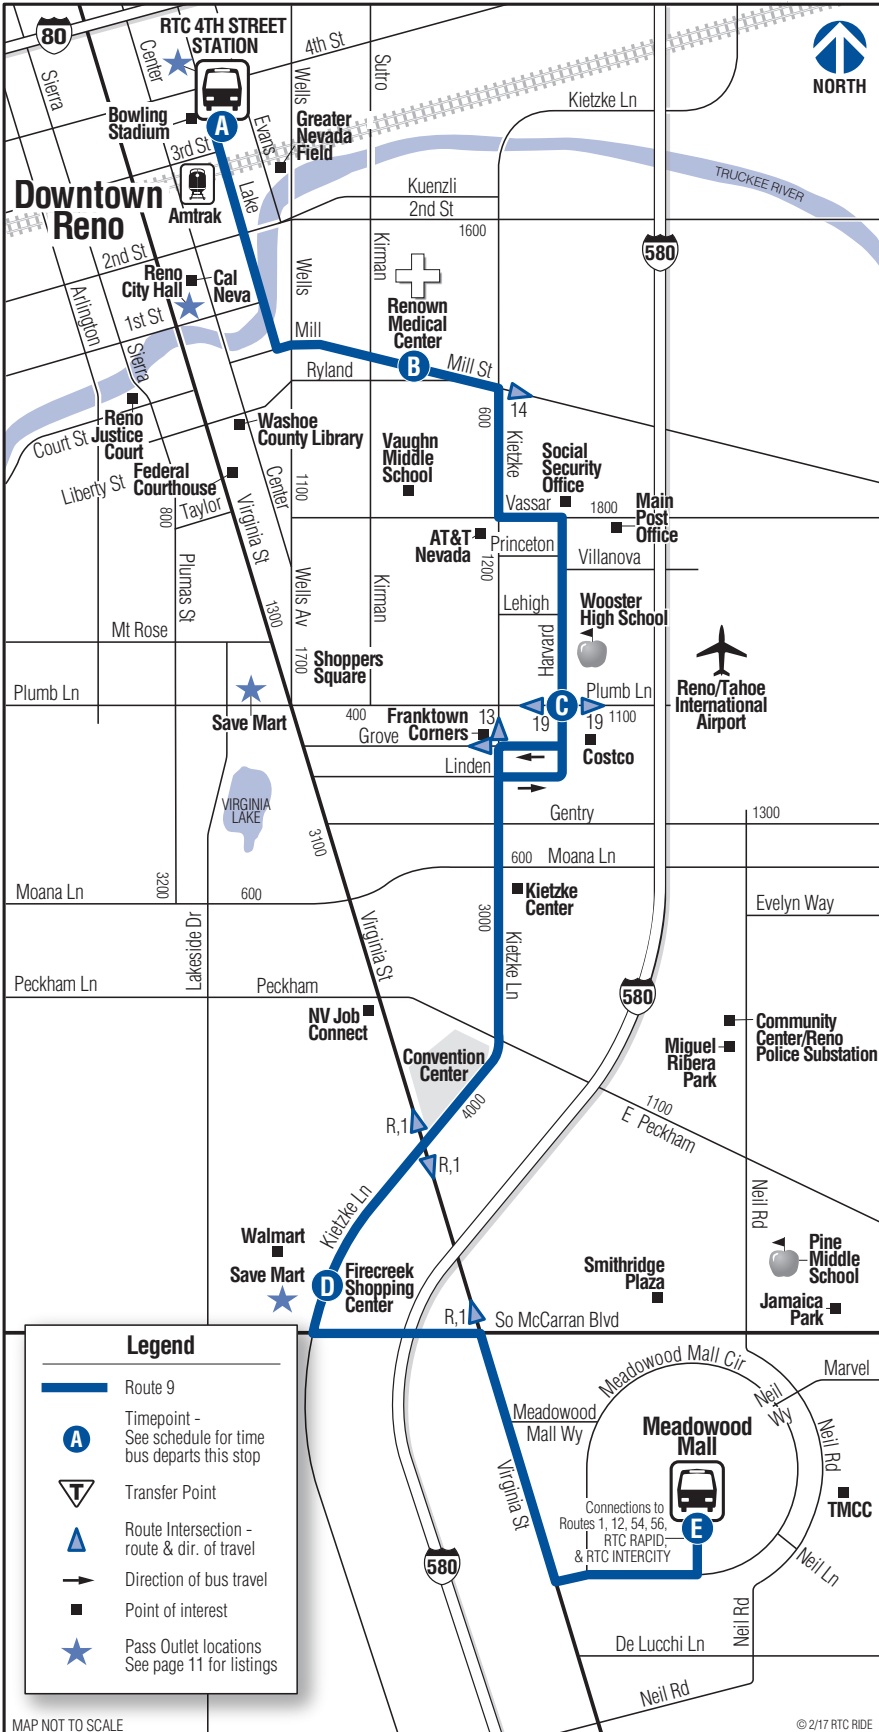 80
RTC 4TH STREET
STATION
4th St
Center
Sierra
Wells
Sutro
NORTH
Kietzke Ln
Bowling
Stadium
A
3rd St
Evans
Greater
Nevada
Field
TRUCKEE RIVER
Downtown
Reno
Amtrak
Lake
Kuenzli
2nd St
1600
580
2nd St
Reno
City Hall
Cal
Neva
Wells
Kirman
Renown
Medical
Center
Arlington
1st St
Mill
B
Mill St
Ryland
Sierra
14
600
Kietzke
Reno
Justice
Court
Court St
Washoe
County Library
Vaughn
Middle
School
Social
Security
Office
Federal
Courthouse
Liberty St
Center
1100
Taylor
800
Virginia St
Vassar
1800
Main
Post
Office
AT&T
Nevada
Princeton
1200
Villanova
Plumas St
1300
Wells Av
Kirman
Lehigh
Wooster
High School
Harvard
Mt Rose
1700
Shoppers
Square
Plumb Ln
Save Mart
400
Franktown
Corners
13
19
C
19
Plumb Ln
1100
Reno/Tahoe
International
Airport
Grove
Linden
Costco
VIRGINIA
LAKE
Gentry
1300
3100
600
Moana Ln
3200
Moana Ln
600
Kietzke
Center
Evelyn Way
Lakeside Dr
Virginia St
3000
Kietzke Ln
Peckham Ln
Peckham
580
NV Job
Connect
Community
Center/Reno
Police Substation
Miguel
Ribera
Park
Convention
Center
4000
1100
E Peckham
R,1
R,1
Kietzke Ln
Neil Rd
Walmart
Save Mart
D
Firecreek
Shopping
Center
Smithridge
Plaza
Pine
Middle
School
Jamaica
Park
R,1
So McCarran Blvd
Legend
Route 9
A
Timepoint -
See schedule for time
bus departs this stop
T
Transfer Point
Route Intersection -
route & dir. of travel
Direction of bus travel
Point of interest
Pass Outlet locations
See page 11 for listings
Meadowood Mall Cir
Marvel
Neil
Wy
Meadowood
Mall Wy
Meadowood
Mall
Neil Rd
Virginia St
Connections to
Routes 1, 12, 54, 56,
RTC RAPID,
& RTC INTERCITY
E
TMCC
580
Neil Ln
Neil Rd
De Lucchi Ln
Neil Rd
MAP NOT TO SCALE
© 2/17 RTC RIDE